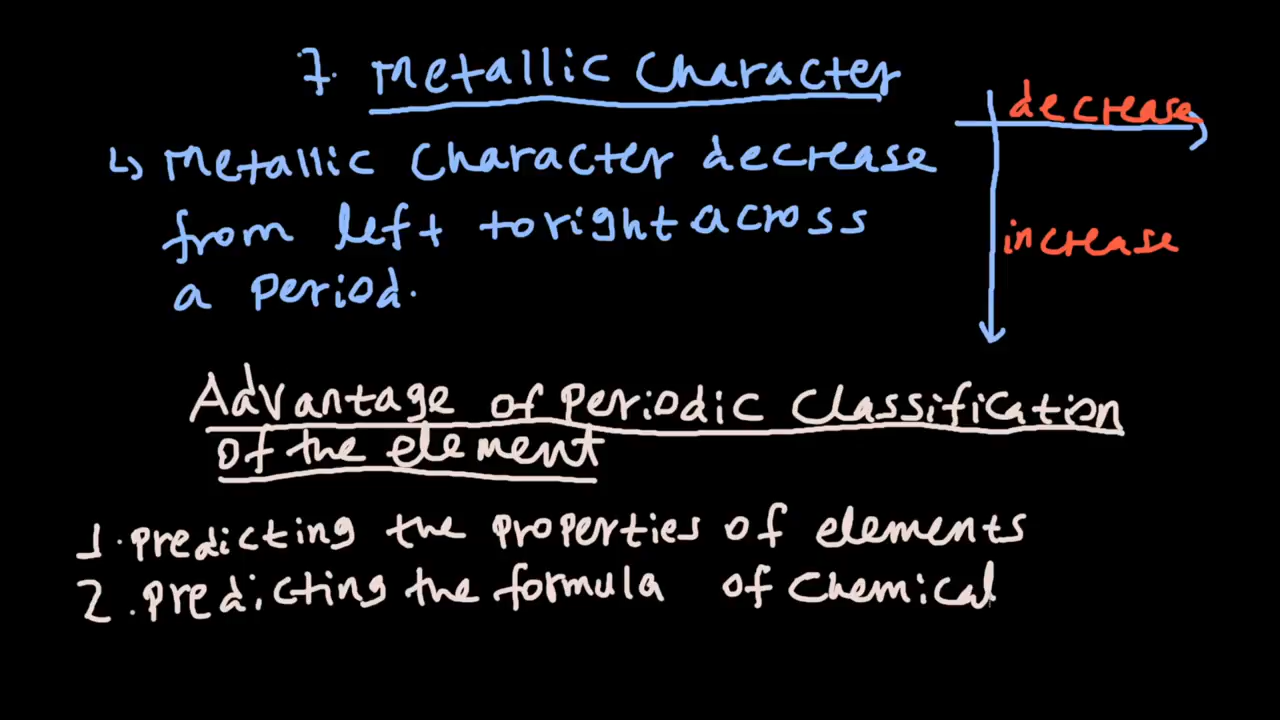 7. Metallic Character
decrease
↳ Metallic Character decrease
from left to right across
increase
a period.
Advantage of Periodic Classification
of the element
1. Predicting the properties of elements
2. Predicting the formula of Chemical